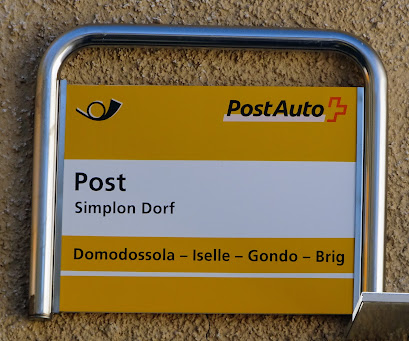 PostAuto
Post
Simplon Dorf
Domodossola – Iselle – Gondo – Brig